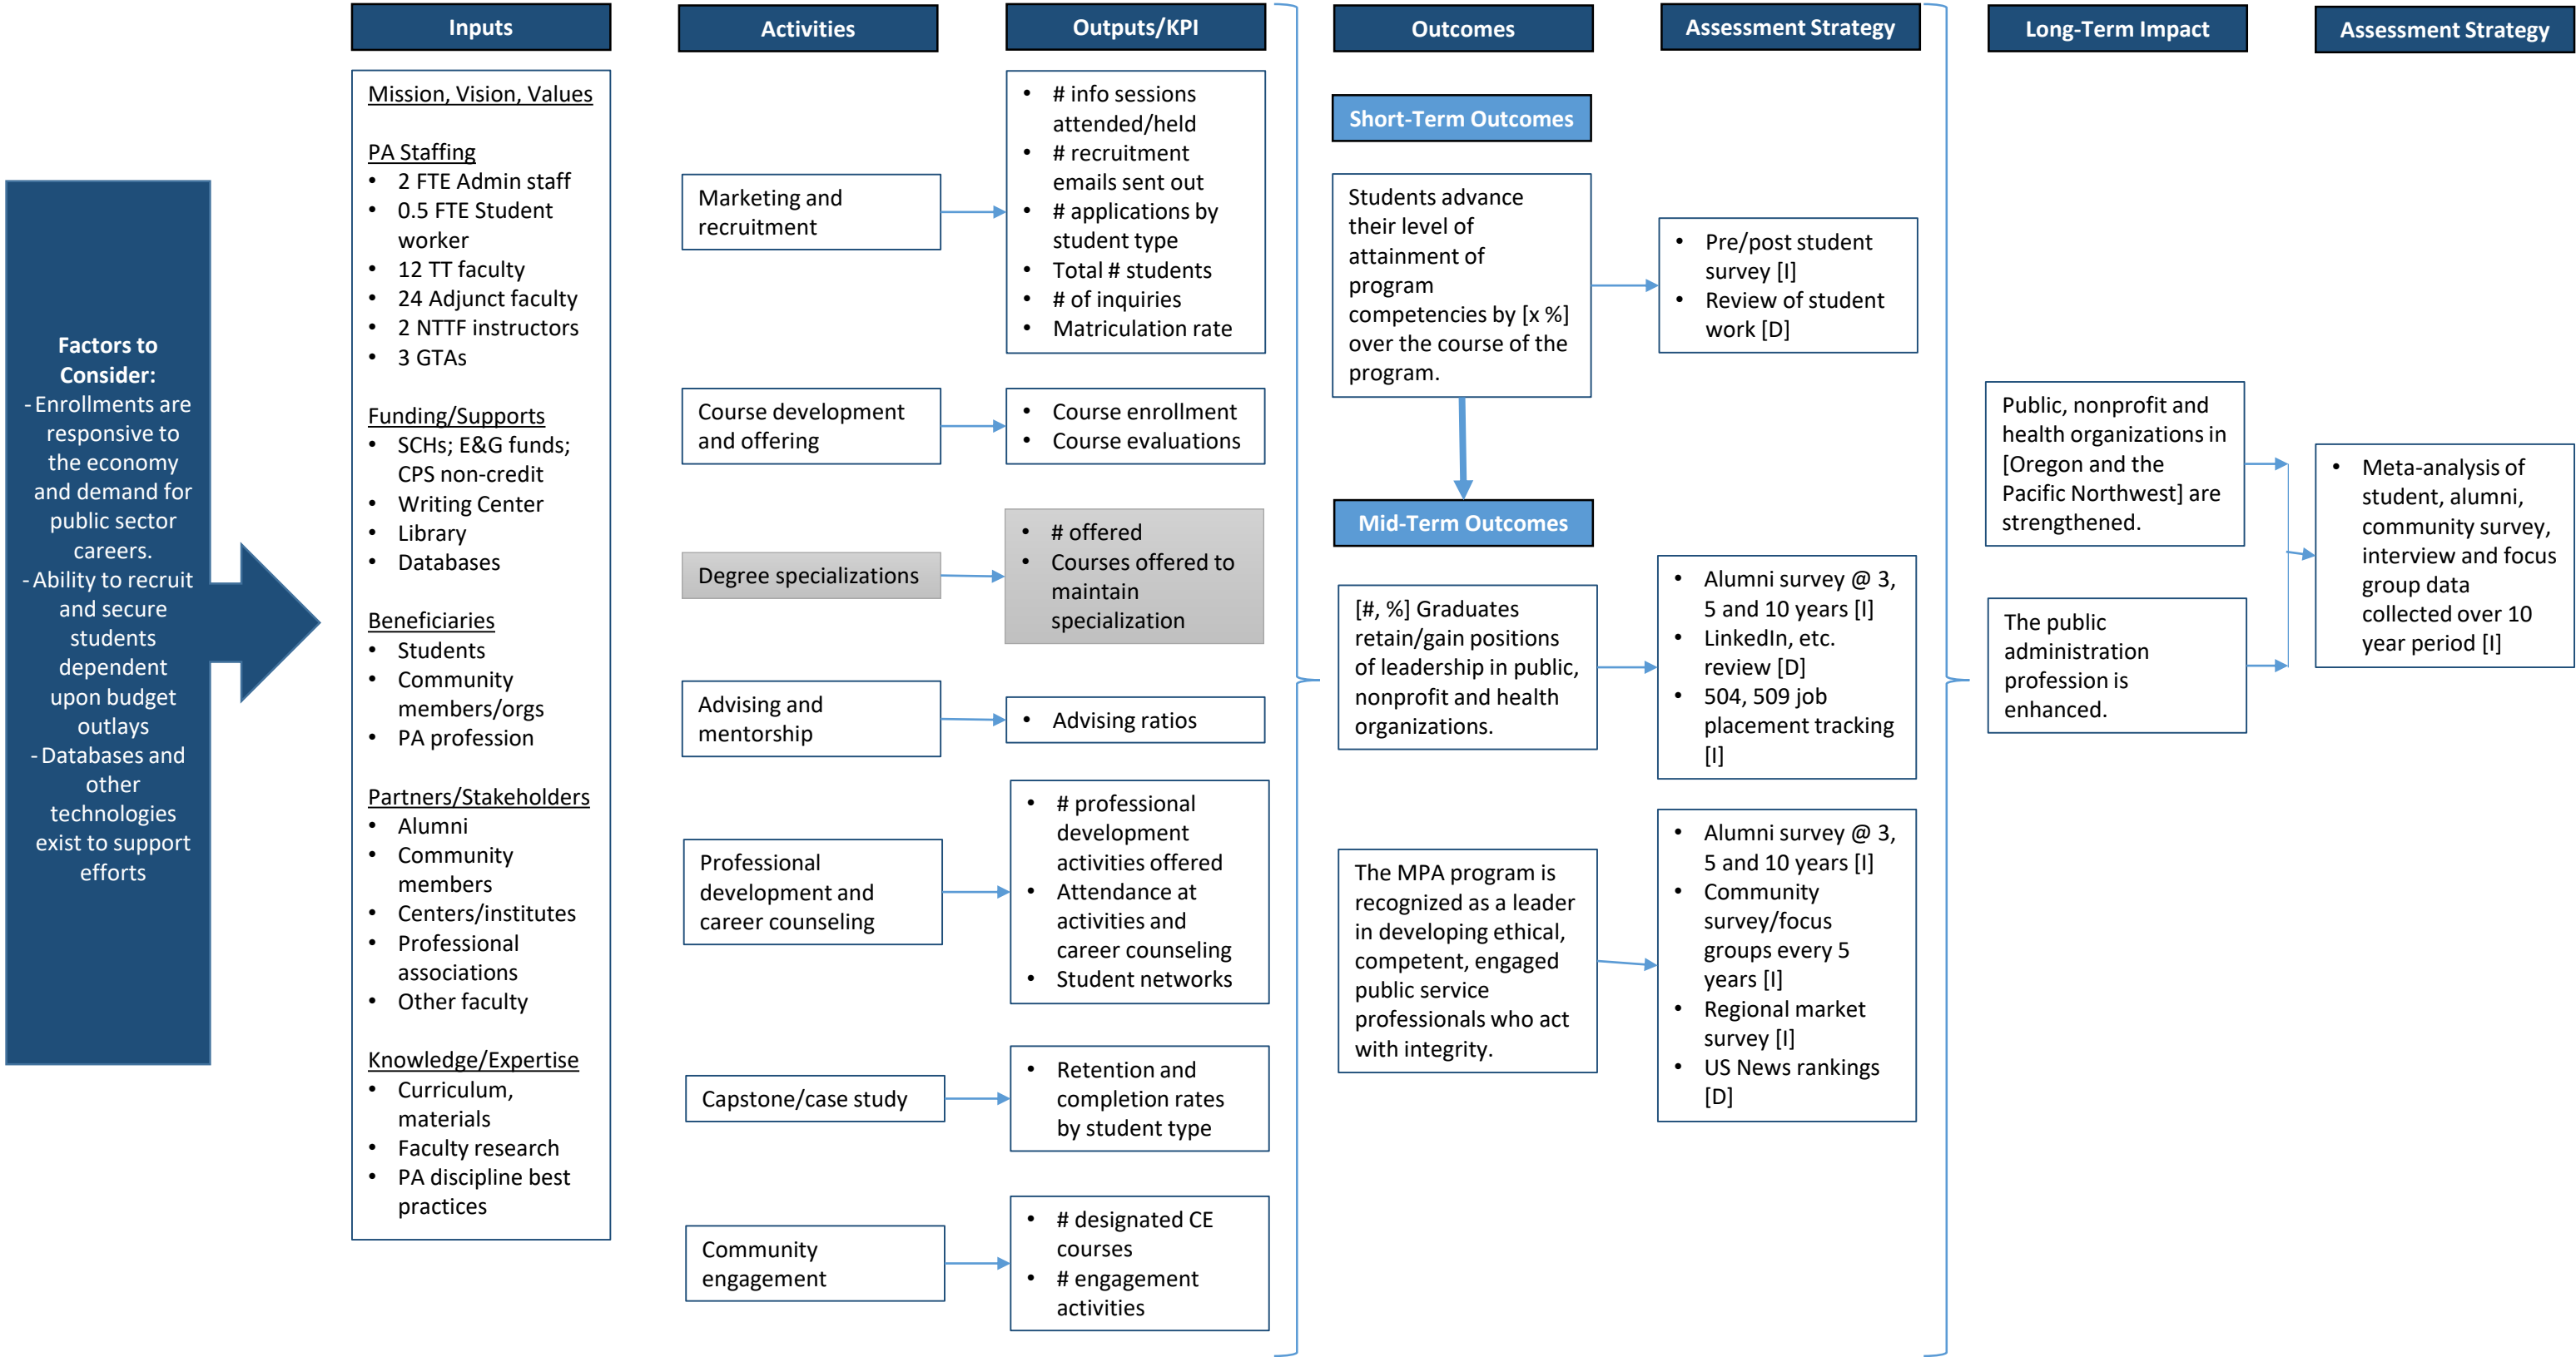 Factors to
Consider:
- Enrollments are
responsive to
the economy
and demand for
public sector
careers.
- Ability to recruit
and secure
students
dependent
upon budget
outlays
- Databases and
other
technologies
exist to support
efforts
Inputs
Mission, Vision, Values
PA Staffing
• 2 FTE Admin staff
• 0.5 FTE Student
worker
• 12 TT faculty
• 24 Adjunct faculty
• 2 NTTF instructors
• 3 GTAs
Funding/Supports
• SCHs; E&G funds;
CPS non-credit
• Writing Center
• Library
• Databases
Beneficiaries
• Students
• Community
members/orgs
• PA profession
Partners/Stakeholders
• Alumni
• Community
members
• Centers/institutes
• Professional
associations
• Other faculty
Knowledge/Expertise
• Curriculum,
materials
• Faculty research
• PA discipline best
practices
Activities
Outputs/KPI
Marketing and
recruitment
• # info sessions
attended/held
• # recruitment
emails sent out
• # applications by
student type
• Total # students
• # of inquiries
• Matriculation rate
Course development
and offering
• Course enrollment
• Course evaluations
Degree specializations
• # offered
• Courses offered to
maintain
specialization
Advising and
mentorship
• Advising ratios
Professional
development and
career counseling
• # professional
development
activities offered
• Attendance at
activities and
career counseling
• Student networks
Capstone/case study
• Retention and
completion rates
by student type
Community
engagement
• # designated CE
courses
• # engagement
activities
Outcomes
Assessment Strategy
Short-Term Outcomes
Students advance
their level of
attainment of
program
competencies by [x %]
over the course of the
program.
• Pre/post student
survey [I]
• Review of student
work [D]
Mid-Term Outcomes
[#, %] Graduates
retain/gain positions
of leadership in public,
nonprofit and health
organizations.
• Alumni survey @ 3,
5 and 10 years [I]
• LinkedIn, etc.
review [D]
• 504, 509 job
placement tracking
[I]
The MPA program is
recognized as a leader
in developing ethical,
competent, engaged
public service
professionals who act
with integrity.
• Alumni survey @ 3,
5 and 10 years [I]
• Community
survey/focus
groups every 5
years [I]
• Regional market
survey [I]
• US News rankings
[D]
Long-Term Impact
Assessment Strategy
Public, nonprofit and
health organizations in
[Oregon and the
Pacific Northwest] are
strengthened.
The public
administration
profession is
enhanced.
• Meta-analysis of
student, alumni,
community survey,
interview and focus
group data
collected over 10
year period [I]